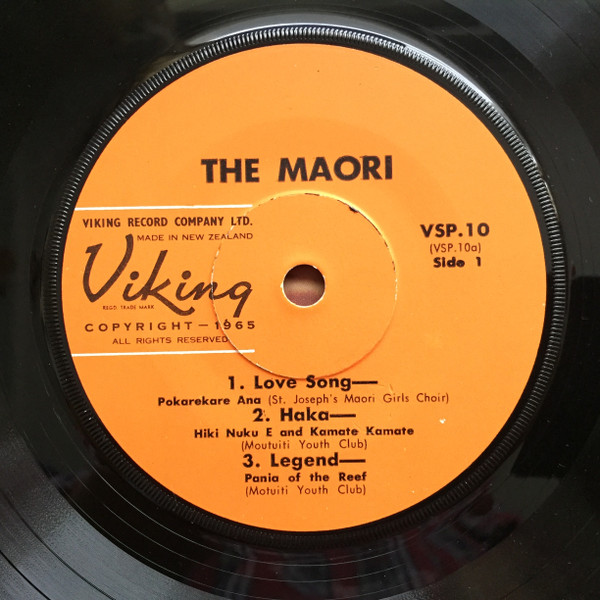 THE MAORI
VIKING RECORD COMPANY LTD.
MADE IN NEW ZEALAND
Viking
REGD. TRADE MARK
COPYRIGHT — 1965
ALL RIGHTS RESERVED
VSP.10
(VSP.10a)
Side 1
1. Love Song—
Pokarekare Ana (St. Joseph's Maori Girls Choir)
2. Haka—
Hiki Nuku E and Kamate Kamate
(Moutuiti Youth Club)
3. Legend—
Pania of the Reef
(Motuiti Youth Club)